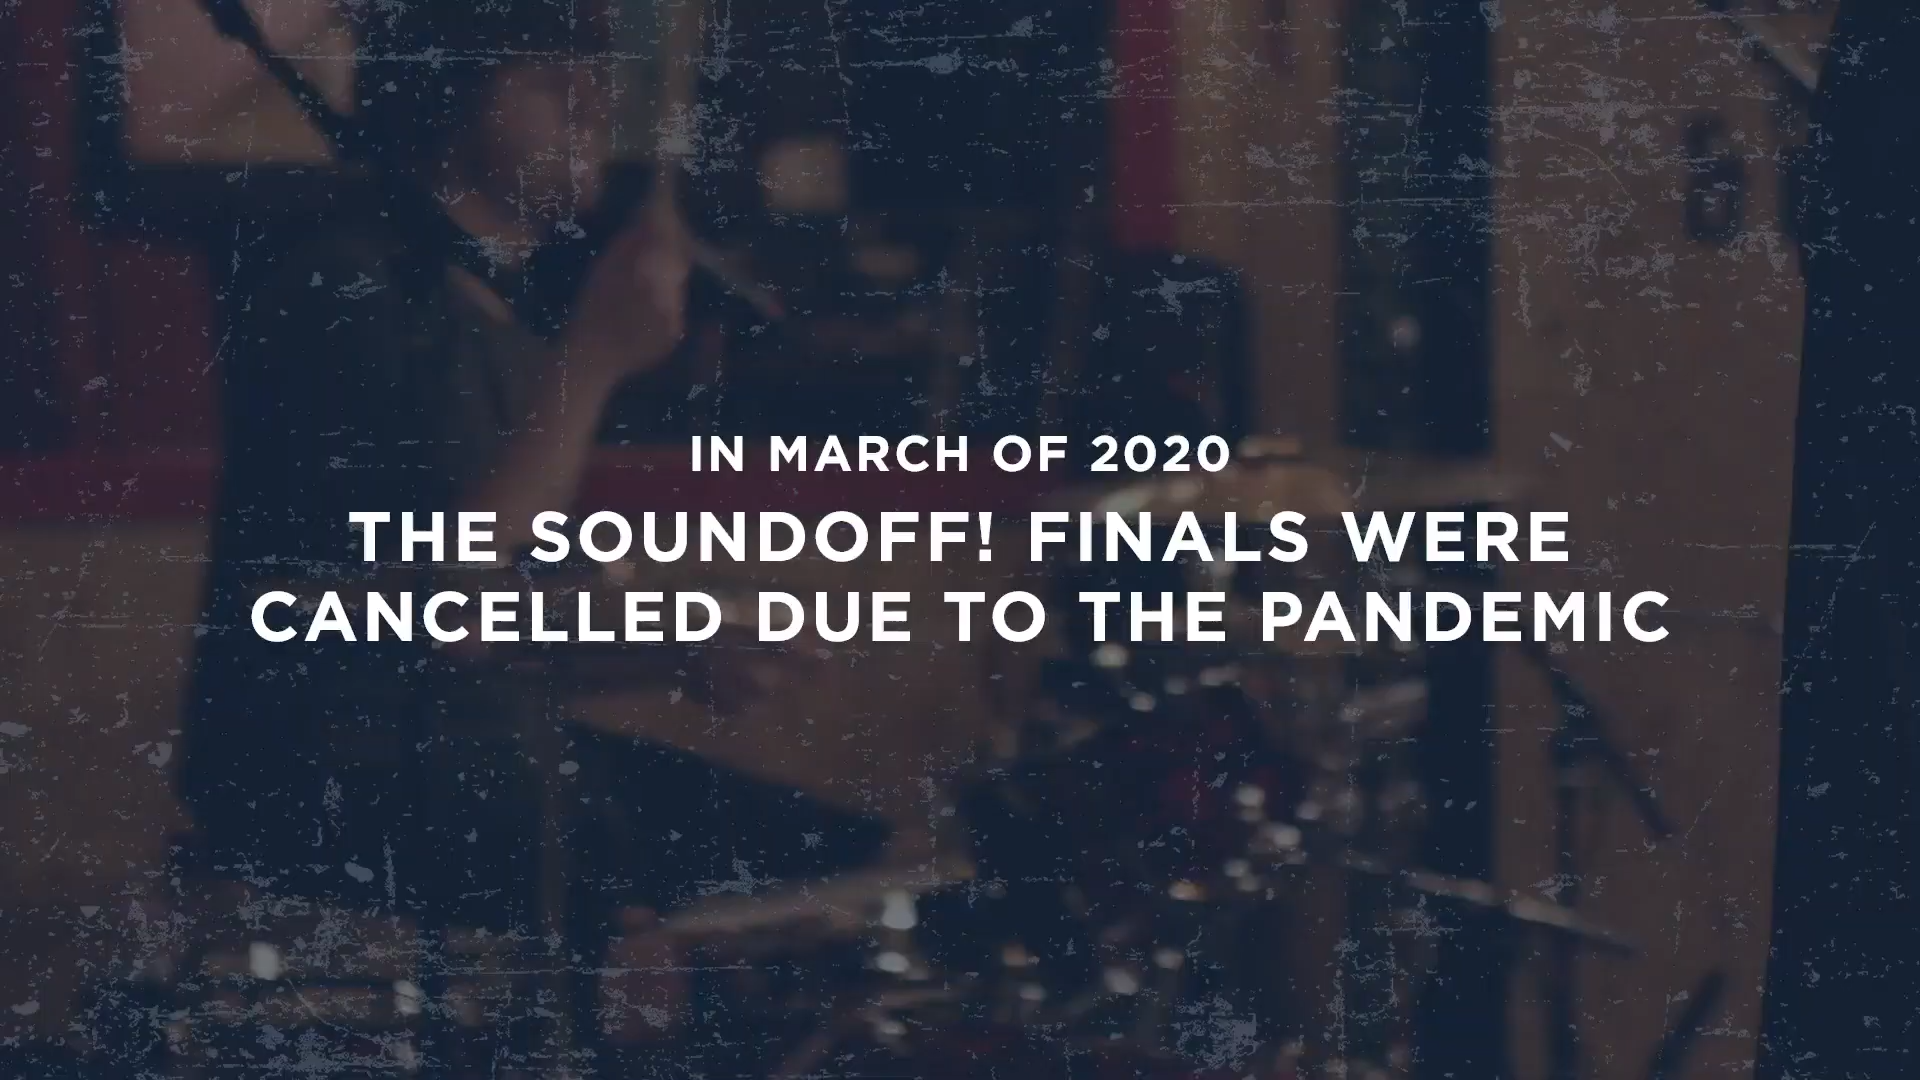 IN MARCH OF 2020
THE SOUNDOFF! FINALS WERE
CANCELLED DUE TO THE PANDEMIC